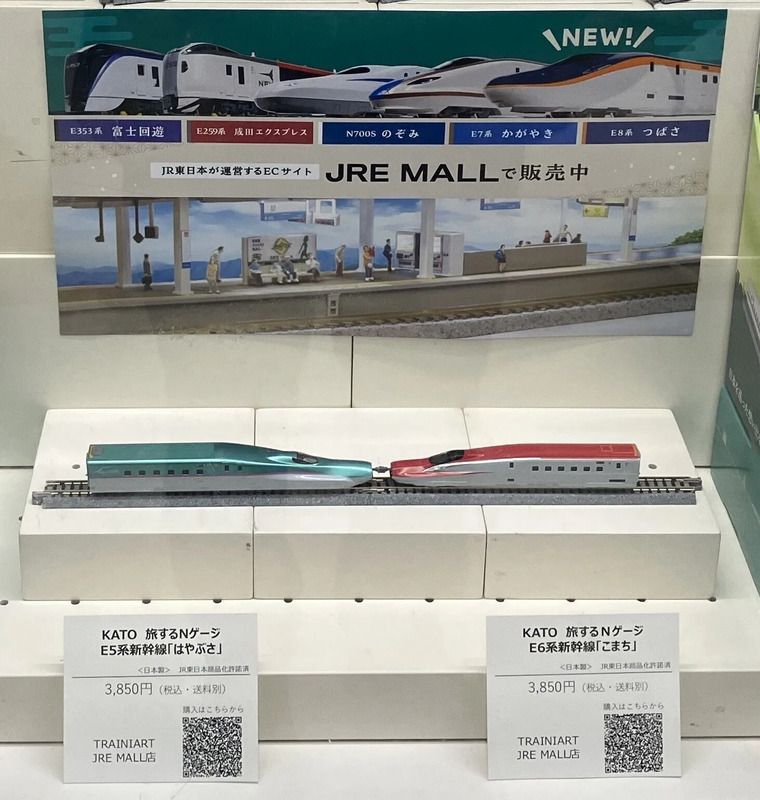 NEW!
E353系 富士回遊
E259系 成田エクスプレス
N700S のぞみ
E7系 かがやき
E8系 つばさ
JR東日本が運営するECサイト JRE MALLで販売中
KATO 旅するNゲージ
E5系新幹線「はやぶさ」
<日本製> JR東日本商品化許諾済
3,850円（税込・送料別）
購入はこちらから
TRAINIART
JRE MALL店
KATO 旅するNゲージ
E6系新幹線「こまち」
<日本製> JR東日本商品化許諾済
3,850円（税込・送料別）
購入はこちらから
TRAINIART
JRE MALL店